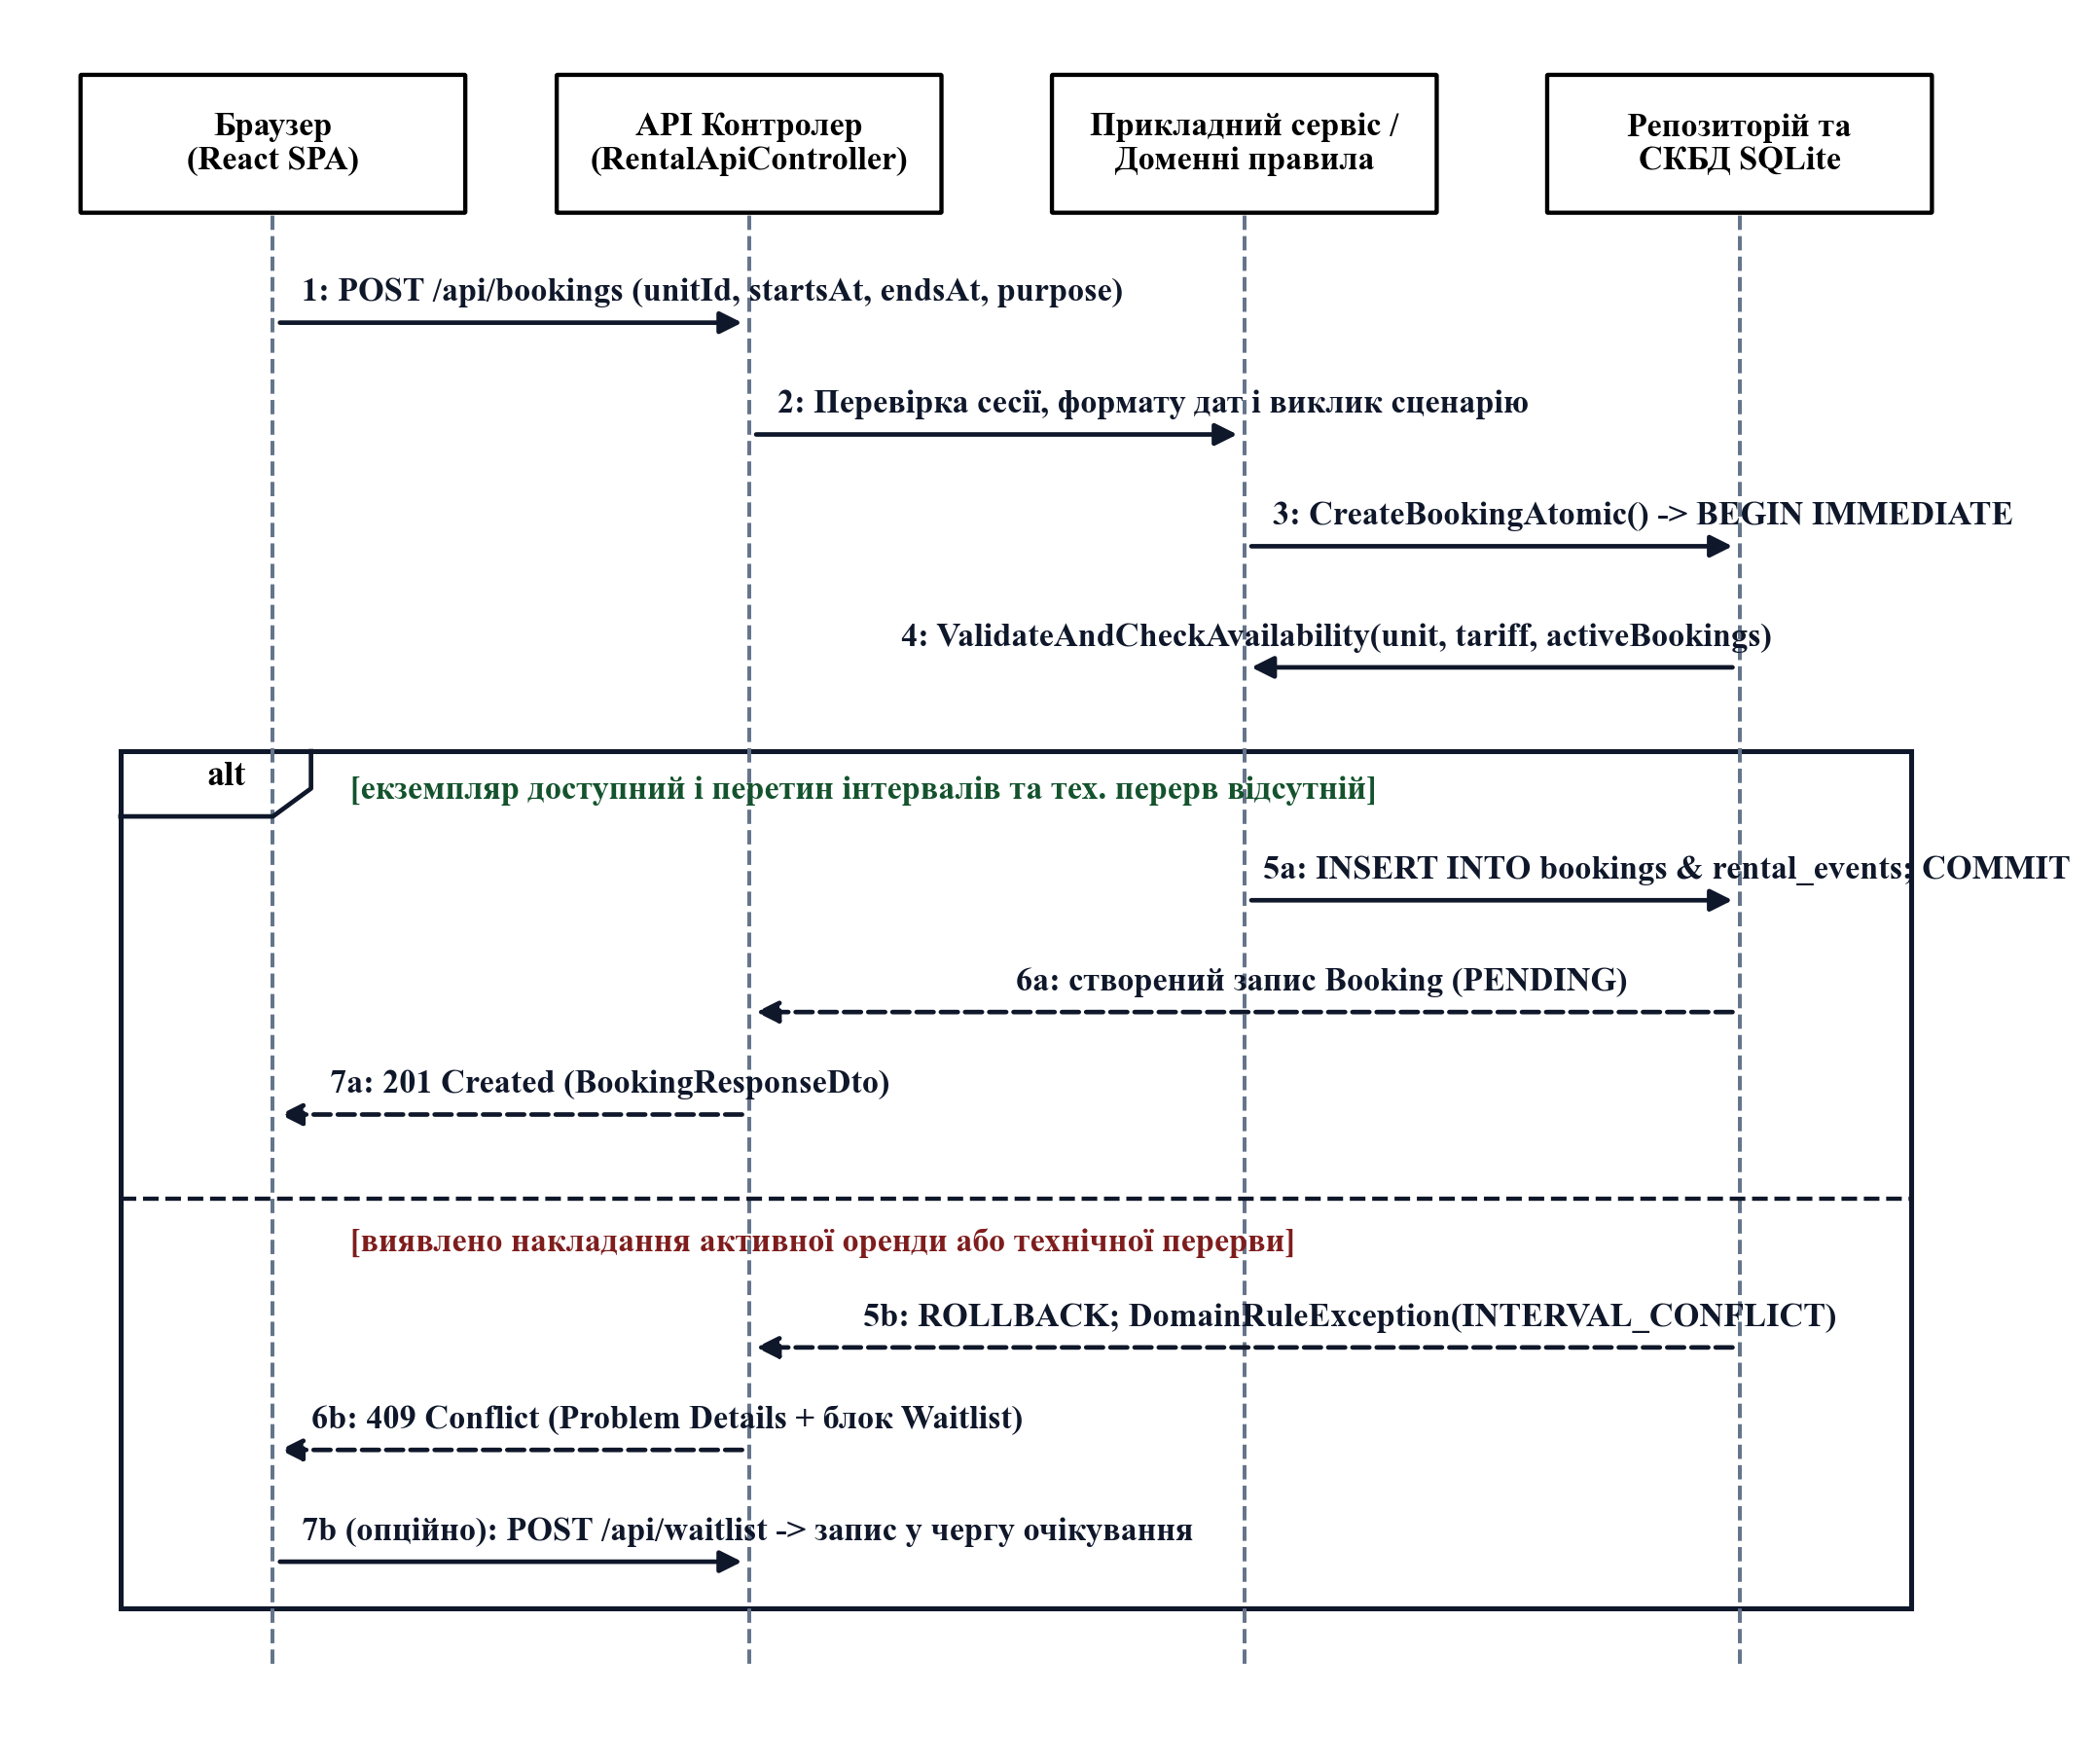 Браузер
(React SPA)
API Контролер
(RentalApiController)
Прикладний сервіс /
Доменні правила
Репозиторій та
СКБД SQLite
1: POST /api/bookings (unitId, startsAt, endsAt, purpose)
2: Перевірка сесії, формату дат і виклик сценарію
3: CreateBookingAtomic() -> BEGIN IMMEDIATE
4: ValidateAndCheckAvailability(unit, tariff, activeBookings)
alt
[екземпляр доступний і перетин інтервалів та тех. перерв відсутній]
5a: INSERT INTO bookings & rental_events; COMMIT
6a: створений запис Booking (PENDING)
7a: 201 Created (BookingResponseDto)
[виявлено накладання активної оренди або технічної перерви]
5b: ROLLBACK; DomainRuleException(INTERVAL_CONFLICT)
6b: 409 Conflict (Problem Details + блок Waitlist)
7b (опційно): POST /api/waitlist -> запис у чергу очікування